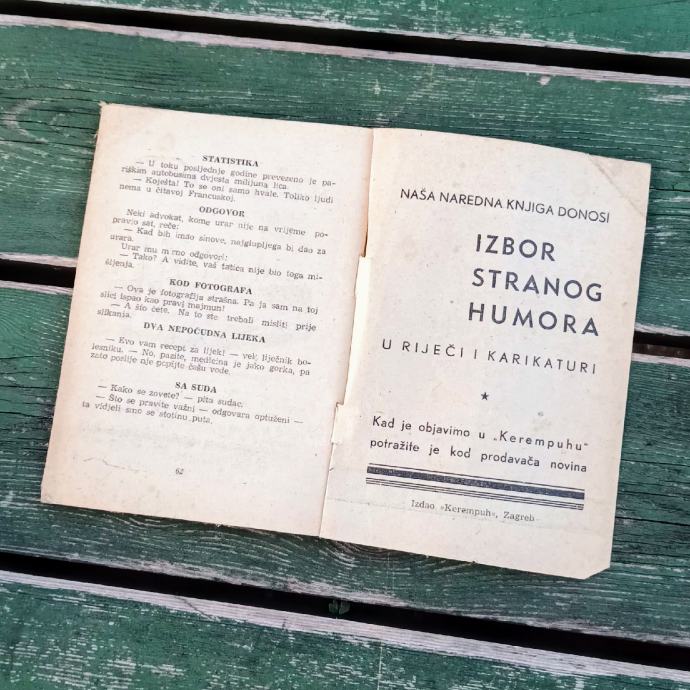 STATISTIKA
— U toku posljednje godine prevezeno je pa-
riškim autobusima dvjesta milijuna lica.
— Koješta! To se oni samo hvale. Toliko ljudi
nema u čitavoj Francuskoj.
ODGOVOR
Neki advokat, kome urar nije na vrijeme po-
pravio sat, reče:
— Kad bih imao sinove, najglupljega bi dao za
urara.
Urar mu mirno odgovori:
— Tako? A vidite, vaš tatica nije bio toga mi-
šljenja.
KOD FOTOGRAFA
— Ova je fotografija strašna. Pa ja sam na toj
slici ispao kao pravi majmun!
— A što ćete. Na to ste trebali misliti prije
slikanja.
DVA NEPOĆUDNA LIJEKA
— Evo vam recept za lijek! — veli liječnik bo-
lesniku. — No, pazite, medicina je jako gorka, pa
zato poslije nje popijte čašu vode.
SA SUDA
— Kako se zovete? — pita sudac.
— Što se pravite važni — odgovara optuženi —
ta vidjeli smo se stotinu puta.
62
NAŠA NAREDNA KNJIGA DONOSI
IZBOR
STRANOG
HUMORA
U RIJEČI I KARIKATURI
★
Kad je objavimo u „Kerempuhu"
potražite je kod prodavača novina
Izdao »Kerempuh«, Zagreb